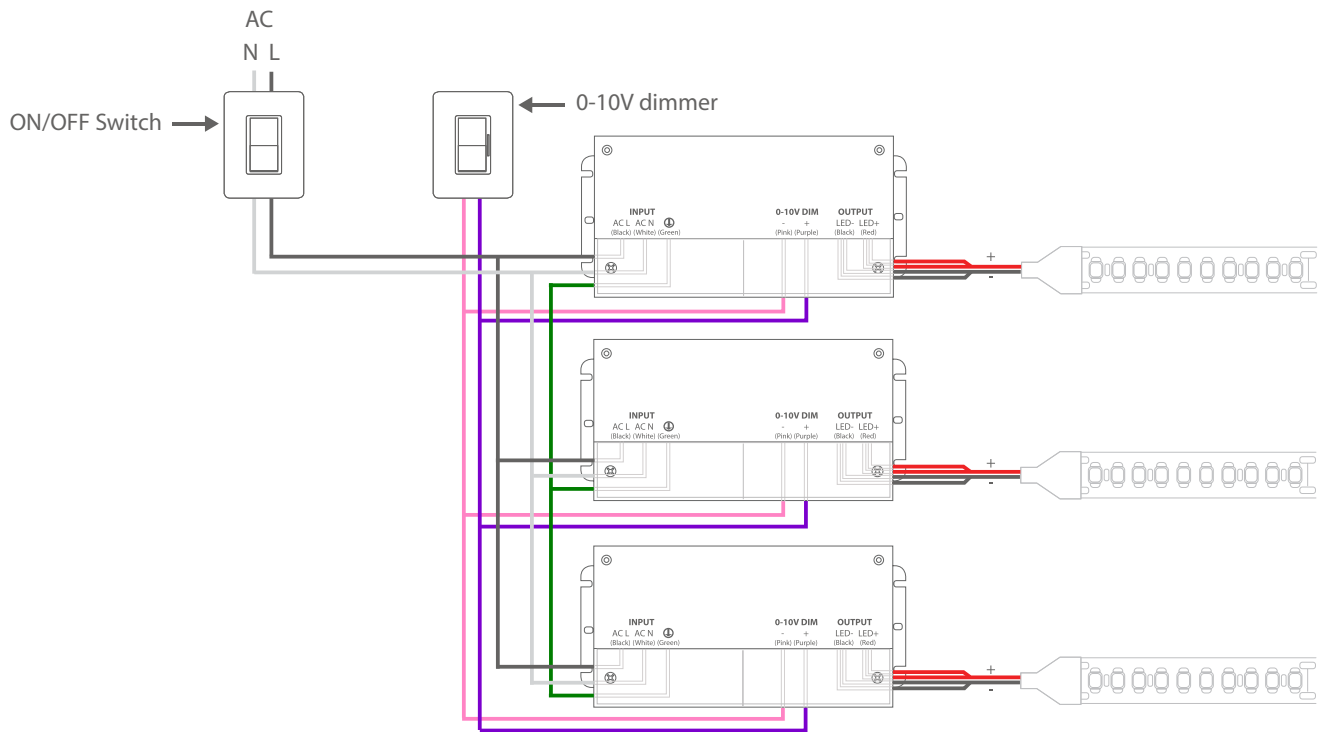 AC
N L
ON/OFF Switch
0-10V dimmer
INPUT 0-10V DIM OUTPUT
AC L AC N - + LED- LED+
(Black) (White) (Green) (Pink) (Purple) (Black) (Red)
+
-
INPUT 0-10V DIM OUTPUT
AC L AC N - + LED- LED+
(Black) (White) (Green) (Pink) (Purple) (Black) (Red)
+
-
INPUT 0-10V DIM OUTPUT
AC L AC N - + LED- LED+
(Black) (White) (Green) (Pink) (Purple) (Black) (Red)
+
-